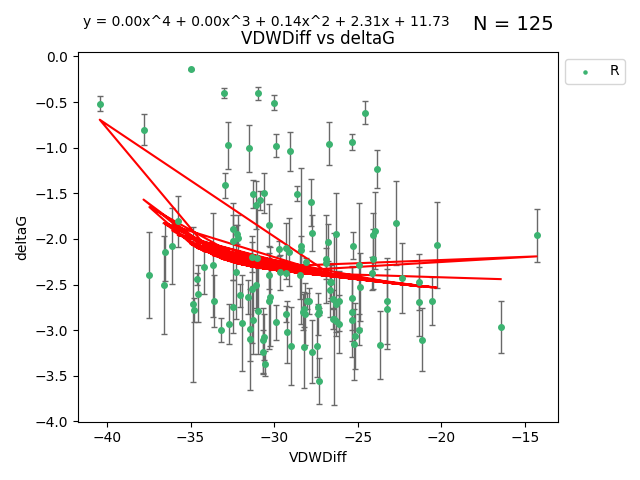 y = 0.00x^4 + 0.00x^3 + 0.14x^2 + 2.31x + 11.73
N = 125
VDWDiff vs deltaG
R
deltaG
0.0
−0.5
−1.0
−1.5
−2.0
−2.5
−3.0
−3.5
−4.0
−40 −35 −30 −25 −20 −15
VDWDiff